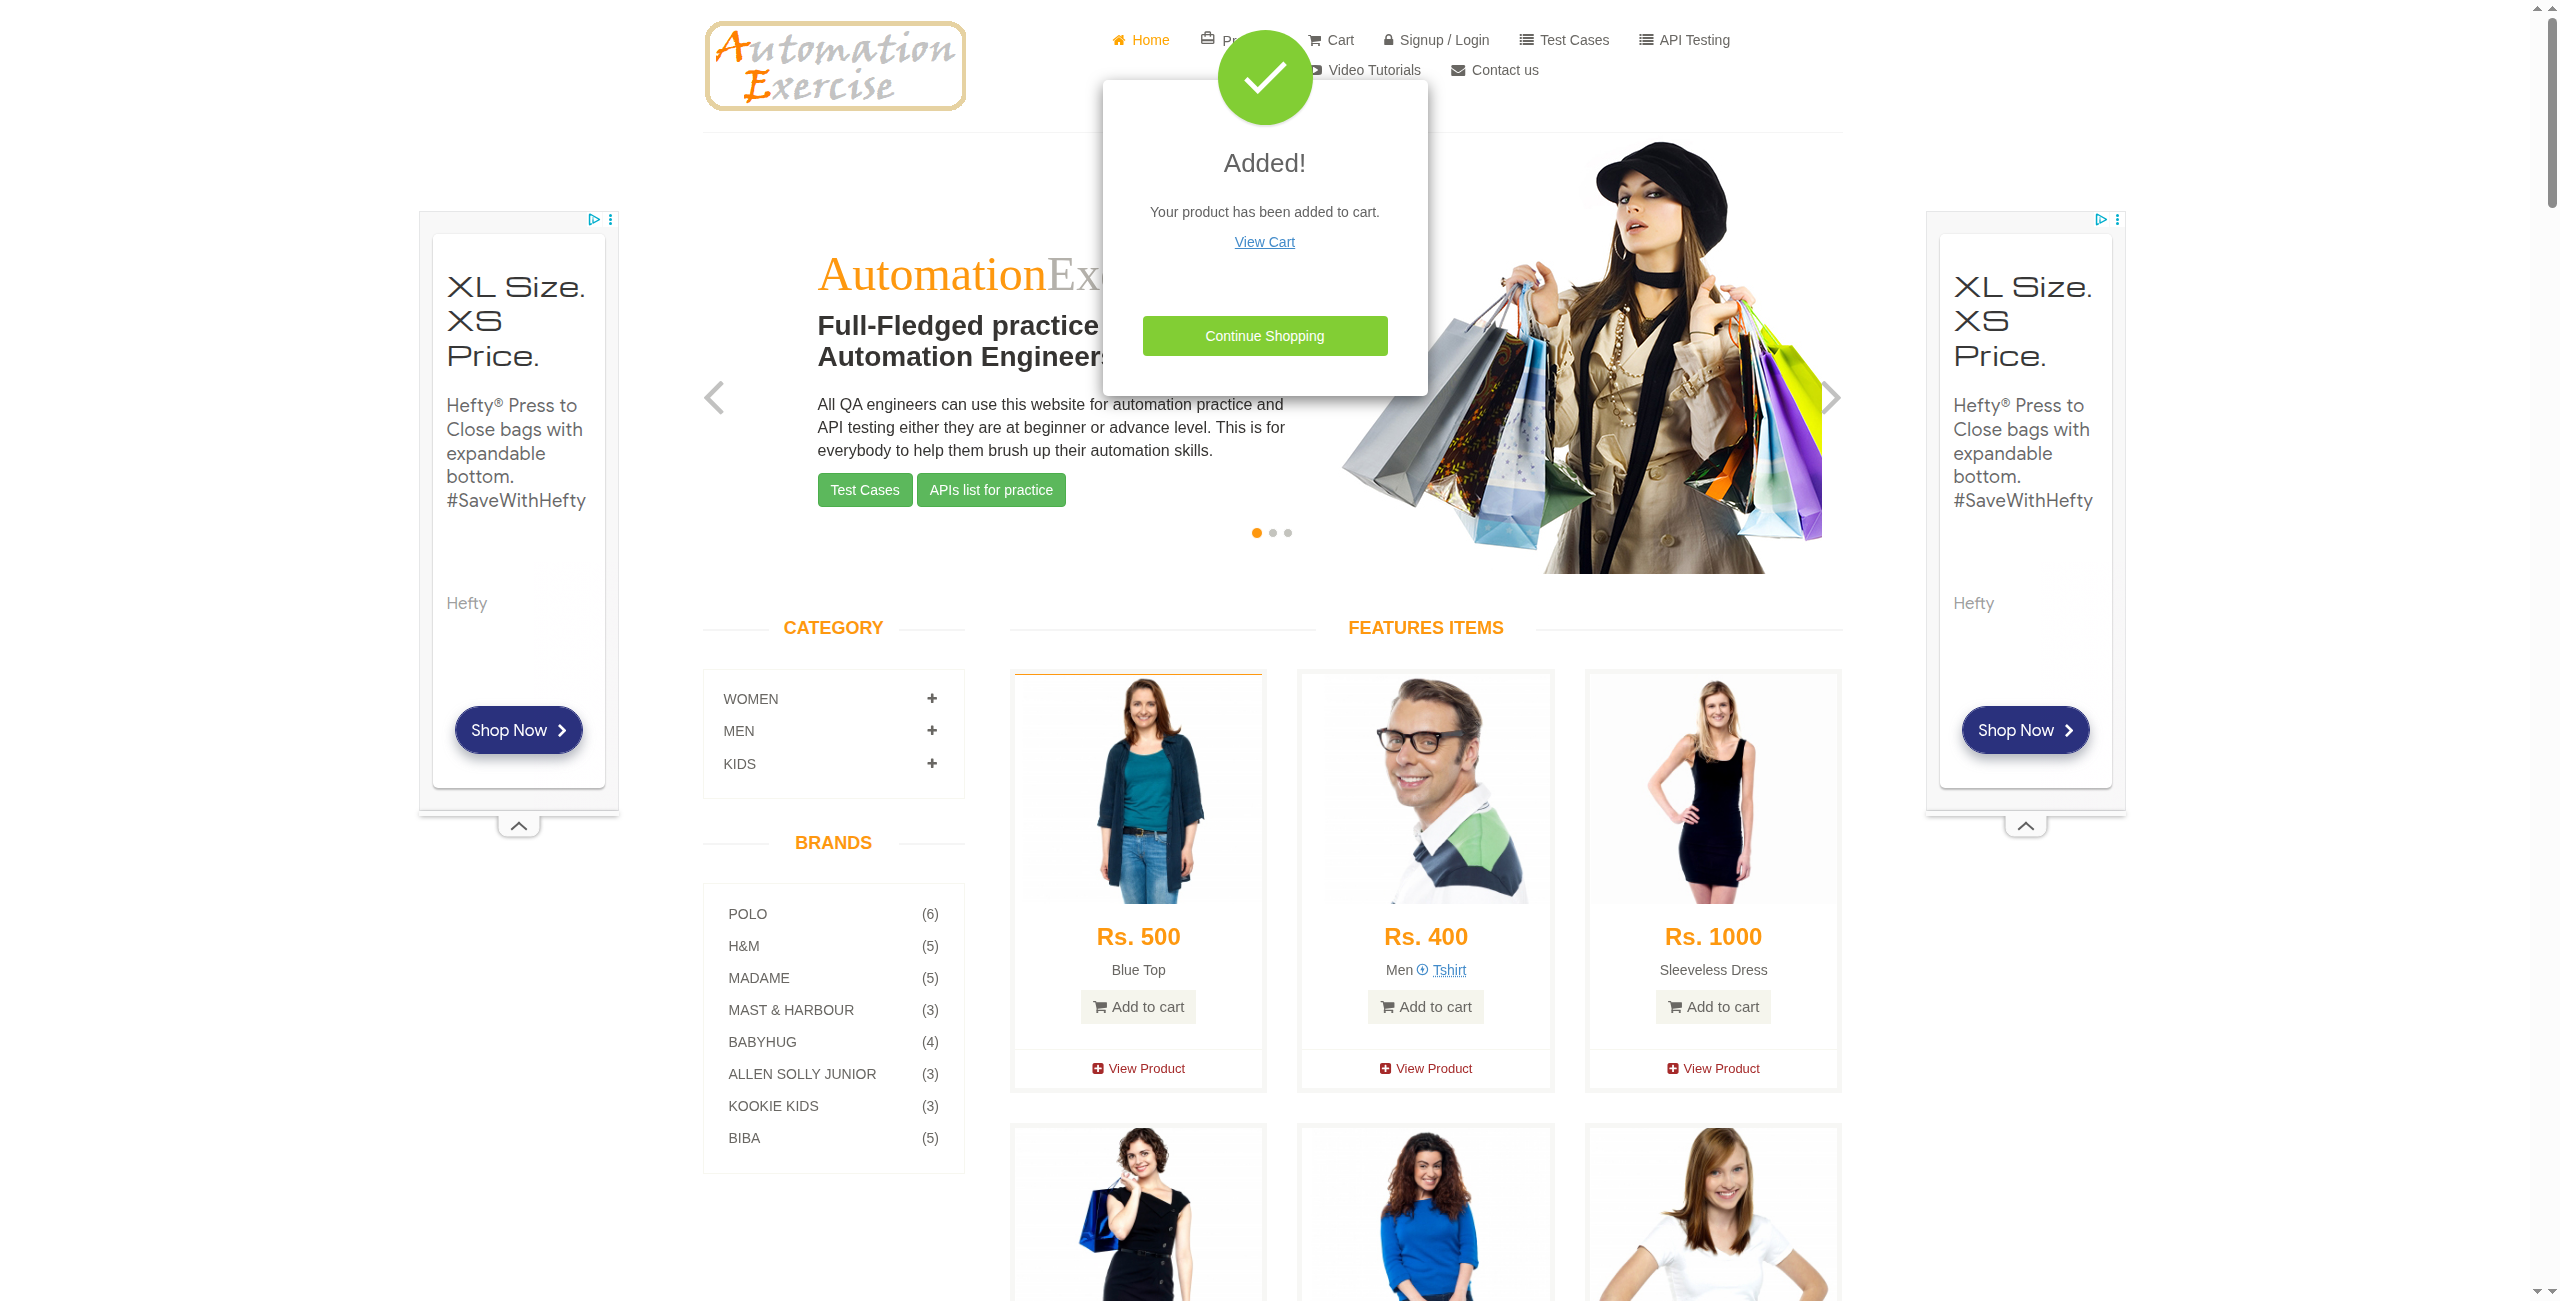 Automation
Exercise
Home
Cart
Signup / Login
Test Cases
API Testing
Video Tutorials
Contact us
Added!
Your product has been added to cart.
View Cart
Continue Shopping
Automation
Full-Fledged practice
Automation Engineers
All QA engineers can use this website for automation practice and
API testing either they are at beginner or advance level. This is for
everybody to help them brush up their automation skills.
Test Cases
APIs list for practice
XL Size.
XS
Price.
Hefty® Press to
Close bags with
expandable
bottom.
#SaveWithHefty
Hefty
Shop Now
XL Size.
XS
Price.
Hefty® Press to
Close bags with
expandable
bottom.
#SaveWithHefty
Hefty
Shop Now
CATEGORY
WOMEN
MEN
KIDS
BRANDS
POLO (6)
H&M (5)
MADAME (5)
MAST & HARBOUR (3)
BABYHUG (4)
ALLEN SOLLY JUNIOR (3)
KOOKIE KIDS (3)
BIBA (5)
FEATURES ITEMS
Rs. 500
Blue Top
Add to cart
View Product
Rs. 400
Men Tshirt
Add to cart
View Product
Rs. 1000
Sleeveless Dress
Add to cart
View Product